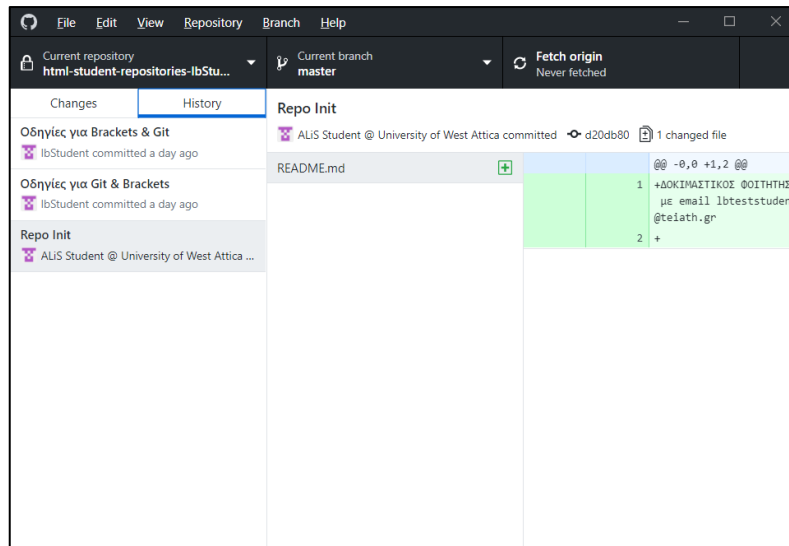 File Edit View Repository Branch Help
Current repository
html-student-repositories-lbStu...
Current branch
master
Fetch origin
Never fetched
Changes History
Οδηγίες για Brackets & Git
lbStudent committed a day ago
Οδηγίες για Git & Brackets
lbStudent committed a day ago
Repo Init
ALiS Student @ University of West Attica ...
Repo Init
ALiS Student @ University of West Attica committed d20db80 1 changed file
README.md
@@ -0,0 +1,2 @@
1 +ΔΟΚΙΜΑΣΤΙΚΟΣ ΦΟΙΤΗΤΗΣ
με email lbteststuden
@teiath.gr
2 +